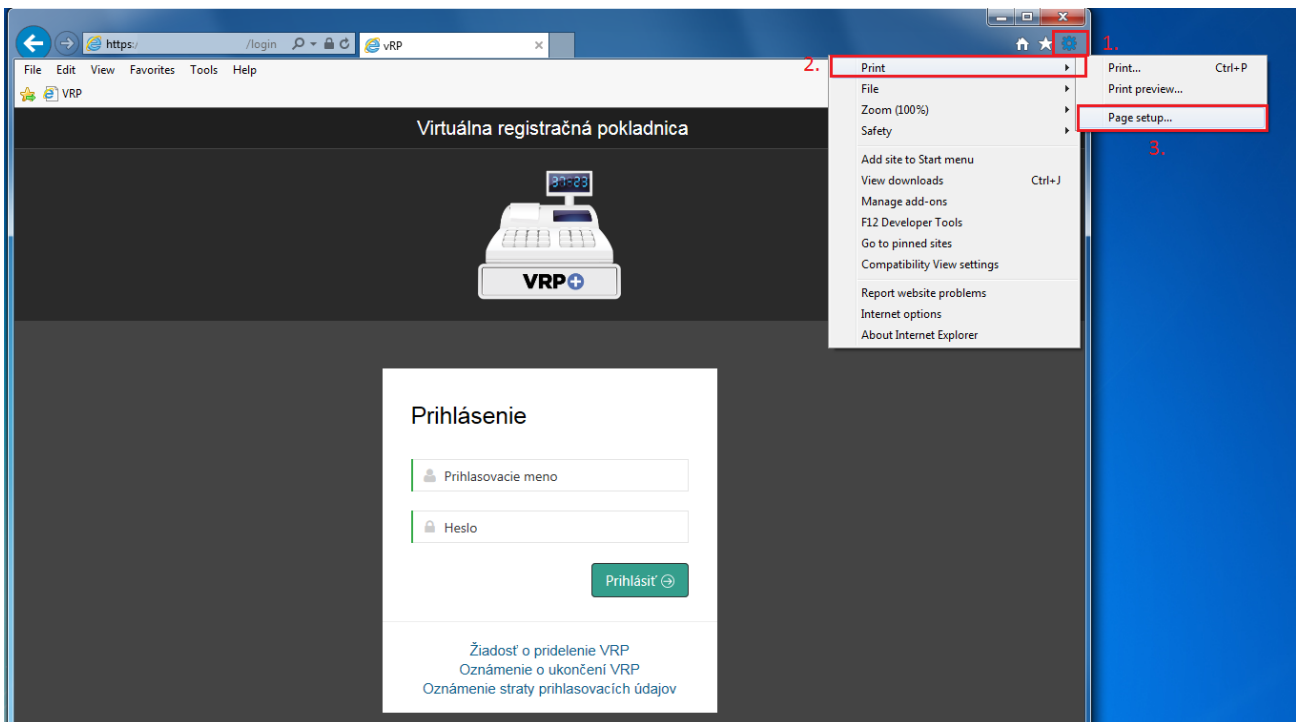 https:/ /login vRP
1.
File Edit View Favorites Tools Help
VRP
2. Print
File
Zoom (100%)
Safety
Add site to Start menu
View downloads Ctrl+J
Manage add-ons
F12 Developer Tools
Go to pinned sites
Compatibility View settings
Report website problems
Internet options
About Internet Explorer
Print... Ctrl+P
Print preview...
Page setup...
3.
Virtuálna registračná pokladnica
VRP
Prihlásenie
Prihlasovacie meno
Heslo
Prihlásiť
Žiadosť o pridelenie VRP
Oznámenie o ukončení VRP
Oznámenie straty prihlasovacích údajov